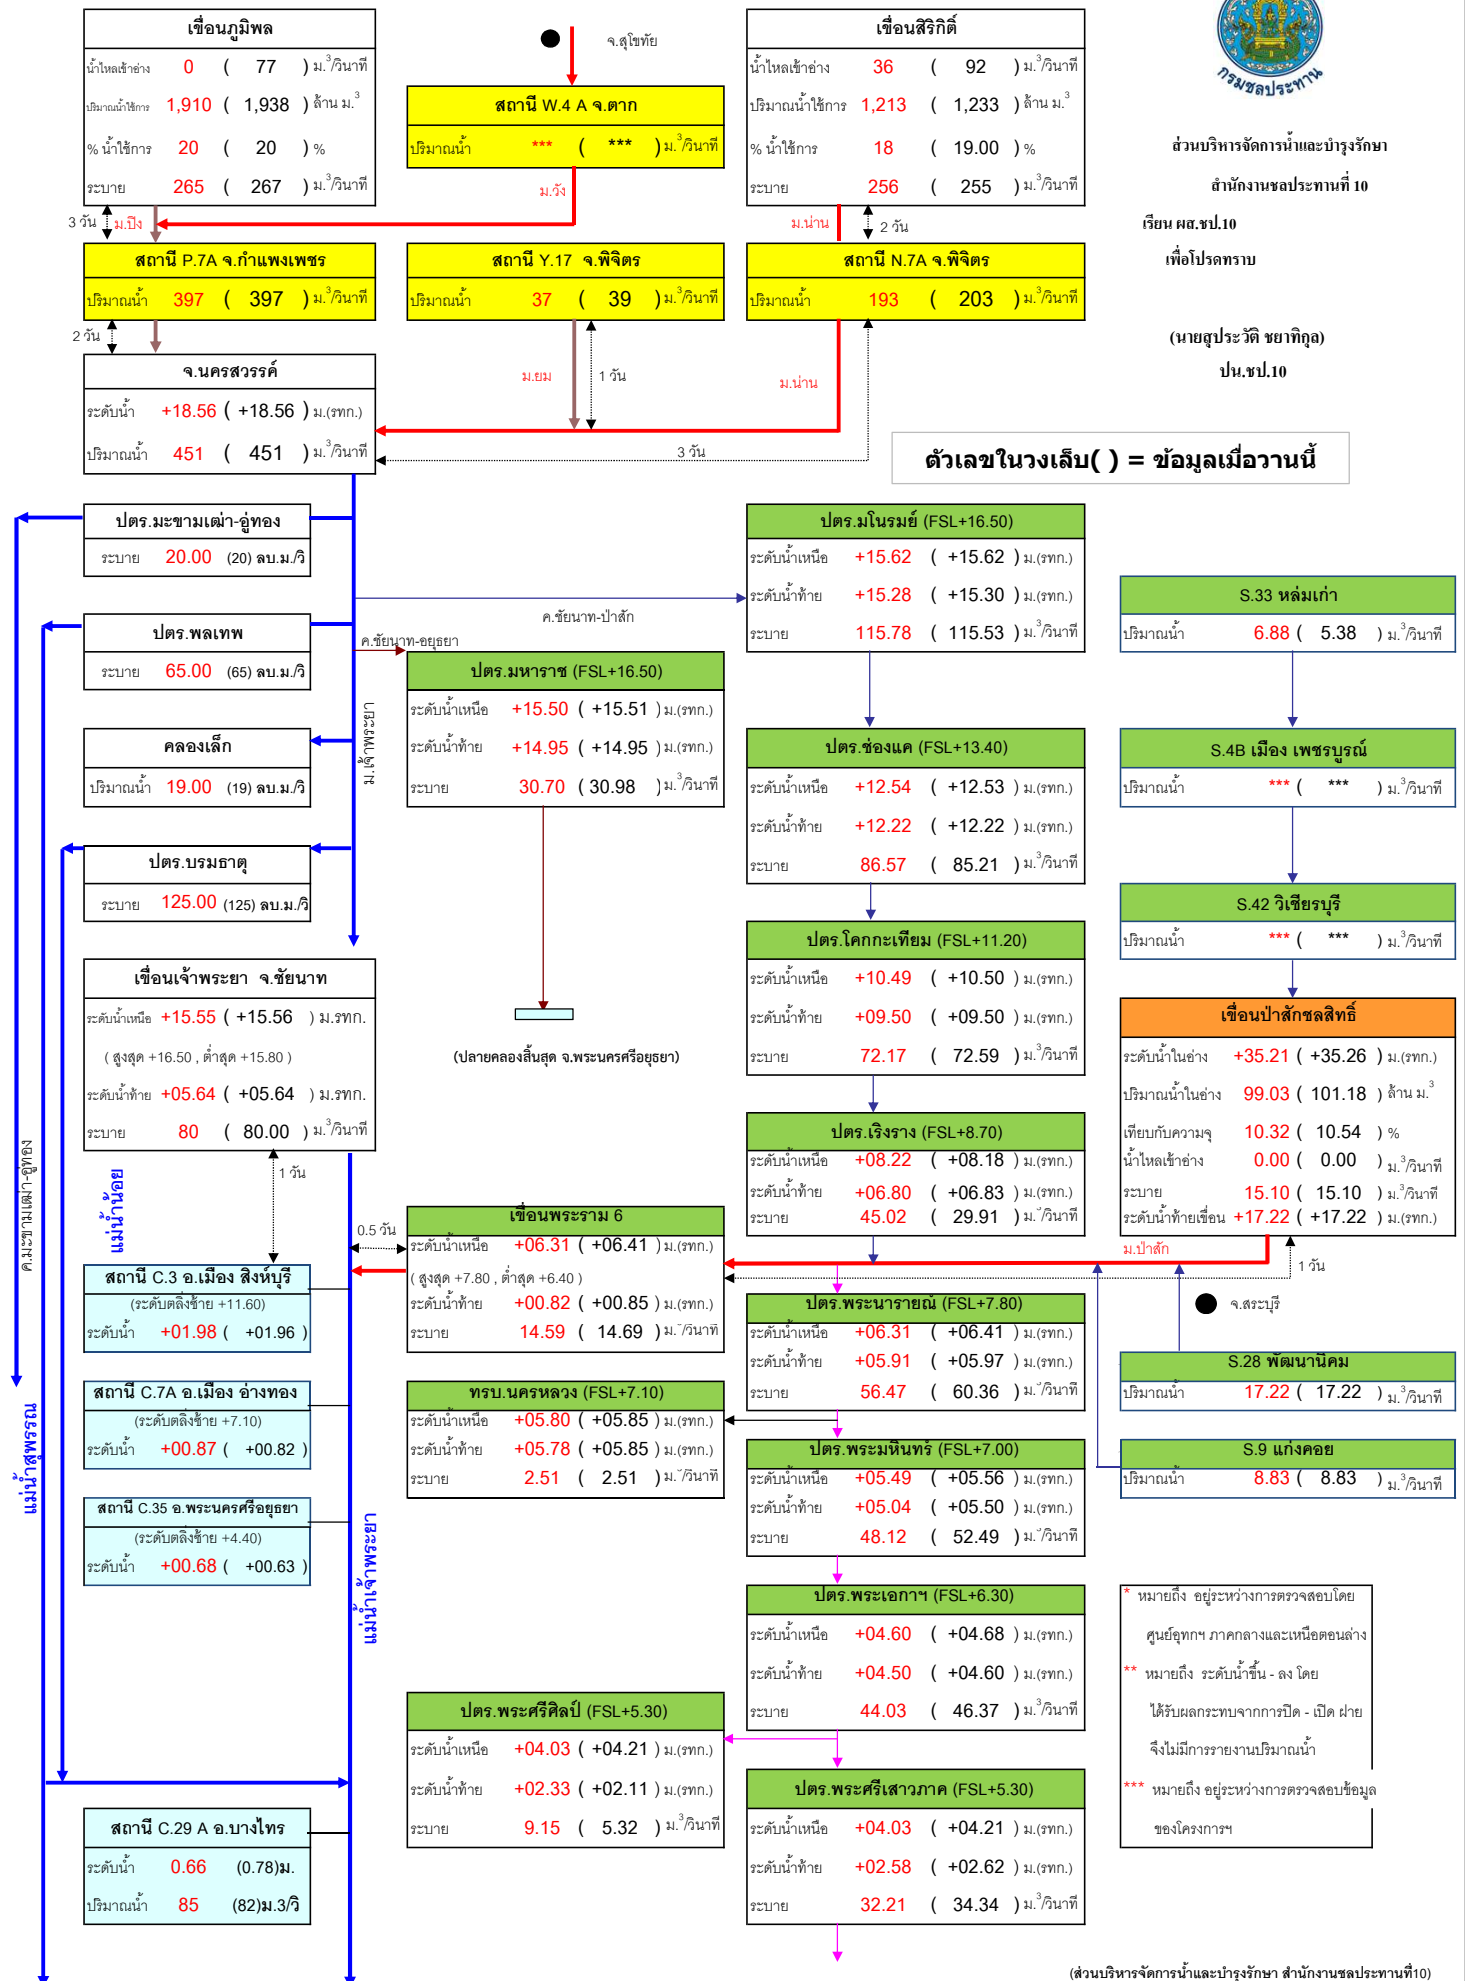 เขื่อนภูมิพล
น้ำไหลเข้าอ่าง 0 ( 77 ) ม.3/วินาที
ปริมาณน้ำใช้การ 1,910 ( 1,938 ) ล้าน ม.3
% น้ำใช้การ 20 ( 20 ) %
ระบาย 265 ( 267 ) ม.3/วินาที
จ.สุโขทัย
สถานี W.4 A จ.ตาก
ปริมาณน้ำ *** ( *** ) ม.3/วินาที
เขื่อนสิริกิติ์
น้ำไหลเข้าอ่าง 36 ( 92 ) ม.3/วินาที
ปริมาณน้ำใช้การ 1,213 ( 1,233 ) ล้าน ม.3
% น้ำใช้การ 18 ( 19.00 ) %
ระบาย 256 ( 255 ) ม.3/วินาที
กรมชลประทาน
ส่วนบริหารจัดการน้ำและบำรุงรักษา
สำนักงานชลประทานที่ 10
เรียน ผส.ชป.10
เพื่อโปรดทราบ
(นายสุประวัติ ชยาทิกุล)
ปน.ชป.10
3 วัน ม.ปิง
ม.วัง
ม.น่าน 2 วัน
สถานี P.7A จ.กำแพงเพชร
ปริมาณน้ำ 397 ( 397 ) ม.3/วินาที
สถานี Y.17 จ.พิจิตร
ปริมาณน้ำ 37 ( 39 ) ม.3/วินาที
สถานี N.7A จ.พิจิตร
ปริมาณน้ำ 193 ( 203 ) ม.3/วินาที
2 วัน
ม.ยม 1 วัน
ม.น่าน
3 วัน
จ.นครสวรรค์
ระดับน้ำ +18.56 ( +18.56 ) ม.(รทก.)
ปริมาณน้ำ 451 ( 451 ) ม.3/วินาที
ตัวเลขในวงเล็บ( ) = ข้อมูลเมื่อวานนี้
ปตร.มะขามเฒ่า-อู่ทอง
ระบาย 20.00 (20) ลบ.ม./วิ
ปตร.พลเทพ
ระบาย 65.00 (65) ลบ.ม./วิ
คลองเล็ก
ปริมาณน้ำ 19.00 (19) ลบ.ม./วิ
ปตร.บรมธาตุ
ระบาย 125.00 (125) ลบ.ม./วิ
ม.เจ้าพระยา
ค.ชัยนาท-ป่าสัก
ค.ชัยนาท-อยุธยา
ปตร.มหาราช (FSL+16.50)
ระดับน้ำเหนือ +15.50 ( +15.51 ) ม.(รทก.)
ระดับน้ำท้าย +14.95 ( +14.95 ) ม.(รทก.)
ระบาย 30.70 ( 30.98 ) ม.3/วินาที
(ปลายคลองสิ้นสุด จ.พระนครศรีอยุธยา)
ปตร.มโนรมย์ (FSL+16.50)
ระดับน้ำเหนือ +15.62 ( +15.62 ) ม.(รทก.)
ระดับน้ำท้าย +15.28 ( +15.30 ) ม.(รทก.)
ระบาย 115.78 ( 115.53 ) ม.3/วินาที
ปตร.ช่องแค (FSL+13.40)
ระดับน้ำเหนือ +12.54 ( +12.53 ) ม.(รทก.)
ระดับน้ำท้าย +12.22 ( +12.22 ) ม.(รทก.)
ระบาย 86.57 ( 85.21 ) ม.3/วินาที
ปตร.โคกกะเทียม (FSL+11.20)
ระดับน้ำเหนือ +10.49 ( +10.50 ) ม.(รทก.)
ระดับน้ำท้าย +09.50 ( +09.50 ) ม.(รทก.)
ระบาย 72.17 ( 72.59 ) ม.3/วินาที
ปตร.เริงราง (FSL+8.70)
ระดับน้ำเหนือ +08.22 ( +08.18 ) ม.(รทก.)
ระดับน้ำท้าย +06.80 ( +06.83 ) ม.(รทก.)
ระบาย 45.02 ( 29.91 ) ม.3/วินาที
S.33 หล่มเก่า
ปริมาณน้ำ 6.88 ( 5.38 ) ม.3/วินาที
S.4B เมือง เพชรบูรณ์
ปริมาณน้ำ *** ( *** ) ม.3/วินาที
S.42 วิเชียรบุรี
ปริมาณน้ำ *** ( *** ) ม.3/วินาที
เขื่อนป่าสักชลสิทธิ์
ระดับน้ำในอ่าง +35.21 ( +35.26 ) ม.(รทก.)
ปริมาณน้ำในอ่าง 99.03 ( 101.18 ) ล้าน ม.3
เทียบกับความจุ 10.32 ( 10.54 ) %
น้ำไหลเข้าอ่าง 0.00 ( 0.00 ) ม.3/วินาที
ระบาย 15.10 ( 15.10 ) ม.3/วินาที
ระดับน้ำท้ายเขื่อน +17.22 ( +17.22 ) ม.(รทก.)
เขื่อนเจ้าพระยา จ.ชัยนาท
ระดับน้ำเหนือ +15.55 ( +15.56 ) ม.รทก.
( สูงสุด +16.50 , ต่ำสุด +15.80 )
ระดับน้ำท้าย +05.64 ( +05.64 ) ม.รทก.
ระบาย 80 ( 80.00 ) ม.3/วินาที
ค.มะขามเฒ่า-อู่ทอง
แม่น้ำน้อย
1 วัน
0.5 วัน
ม.ป่าสัก
1 วัน
จ.สระบุรี
เขื่อนพระราม 6
ระดับน้ำเหนือ +06.31 ( +06.41 ) ม.(รทก.)
( สูงสุด +7.80 , ต่ำสุด +6.40 )
ระดับน้ำท้าย +00.82 ( +00.85 ) ม.(รทก.)
ระบาย 14.59 ( 14.69 ) ม.3/วินาที
สถานี C.3 อ.เมือง สิงห์บุรี
(ระดับตลิ่งซ้าย +11.60)
ระดับน้ำ +01.98 ( +01.96 )
สถานี C.7A อ.เมือง อ่างทอง
(ระดับตลิ่งซ้าย +7.10)
ระดับน้ำ +00.87 ( +00.82 )
สถานี C.35 อ.พระนครศรีอยุธยา
(ระดับตลิ่งซ้าย +4.40)
ระดับน้ำ +00.68 ( +00.63 )
แม่น้ำสุพรรณ
แม่น้ำเจ้าพระยา
ปตร.พระนารายณ์ (FSL+7.80)
ระดับน้ำเหนือ +06.31 ( +06.41 ) ม.(รทก.)
ระดับน้ำท้าย +05.91 ( +05.97 ) ม.(รทก.)
ระบาย 56.47 ( 60.36 ) ม.3/วินาที
ทรบ.นครหลวง (FSL+7.10)
ระดับน้ำเหนือ +05.80 ( +05.85 ) ม.(รทก.)
ระดับน้ำท้าย +05.78 ( +05.85 ) ม.(รทก.)
ระบาย 2.51 ( 2.51 ) ม.3/วินาที
ปตร.พระมหินทร์ (FSL+7.00)
ระดับน้ำเหนือ +05.49 ( +05.56 ) ม.(รทก.)
ระดับน้ำท้าย +05.04 ( +05.50 ) ม.(รทก.)
ระบาย 48.12 ( 52.49 ) ม.3/วินาที
S.28 พัฒนานิคม
ปริมาณน้ำ 17.22 ( 17.22 ) ม.3/วินาที
S.9 แก่งคอย
ปริมาณน้ำ 8.83 ( 8.83 ) ม.3/วินาที
ปตร.พระเอกาฯ (FSL+6.30)
ระดับน้ำเหนือ +04.60 ( +04.68 ) ม.(รทก.)
ระดับน้ำท้าย +04.50 ( +04.60 ) ม.(รทก.)
ระบาย 44.03 ( 46.37 ) ม.3/วินาที
ปตร.พระศรีศิลป์ (FSL+5.30)
ระดับน้ำเหนือ +04.03 ( +04.21 ) ม.(รทก.)
ระดับน้ำท้าย +02.33 ( +02.11 ) ม.(รทก.)
ระบาย 9.15 ( 5.32 ) ม.3/วินาที
ปตร.พระศรีเสาวภาค (FSL+5.30)
ระดับน้ำเหนือ +04.03 ( +04.21 ) ม.(รทก.)
ระดับน้ำท้าย +02.58 ( +02.62 ) ม.(รทก.)
ระบาย 32.21 ( 34.34 ) ม.3/วินาที
* หมายถึง อยู่ระหว่างการตรวจสอบโดย
ศูนย์อุทกฯ ภาคกลางและเหนือตอนล่าง
** หมายถึง ระดับน้ำขึ้น - ลง โดย
ได้รับผลกระทบจากการปิด - เปิด ฝาย
จึงไม่มีการรายงานปริมาณน้ำ
*** หมายถึง อยู่ระหว่างการตรวจสอบข้อมูล
ของโครงการฯ
สถานี C.29 A อ.บางไทร
ระดับน้ำ 0.66 (0.78)ม.
ปริมาณน้ำ 85 (82)ม.3/วิ
(ส่วนบริหารจัดการน้ำและบำรุงรักษา สำนักงานชลประทานที่10)